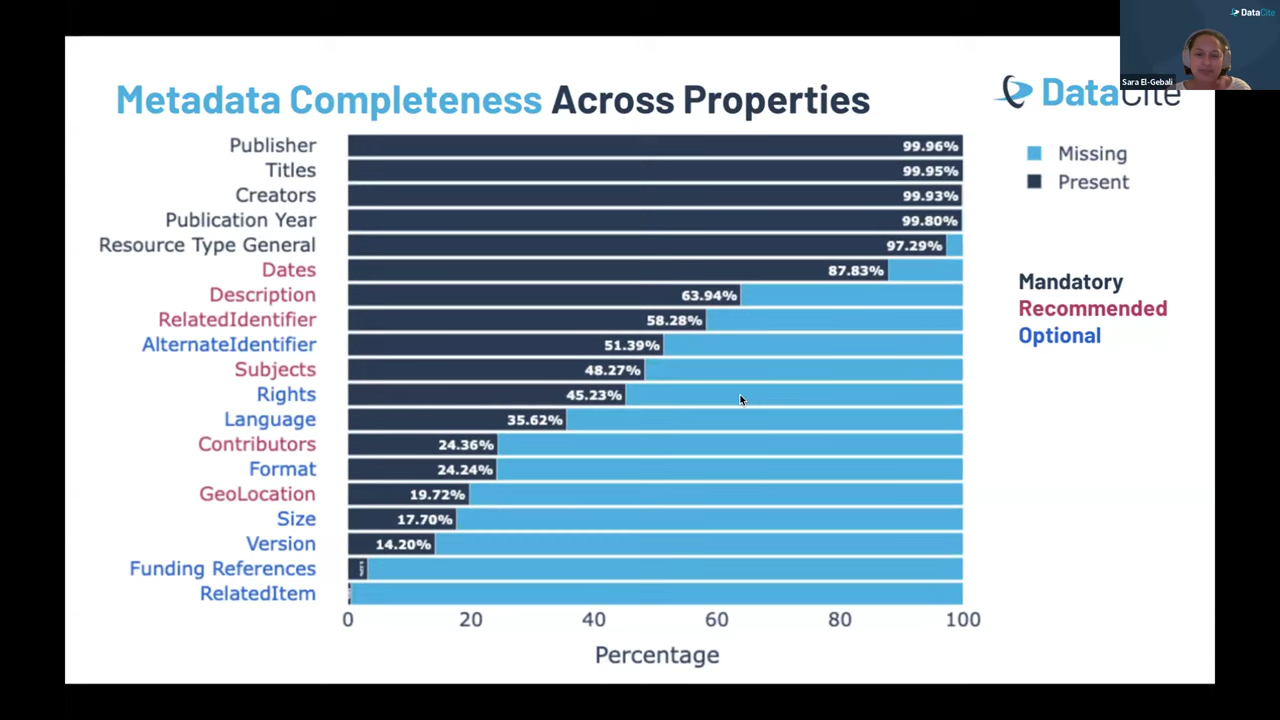 DataCite
Sara El-Gebali
Metadata Completeness Across Properties
DataCite
Publisher 99.96%
Titles 99.95%
Creators 99.93%
Publication Year 99.80%
Resource Type General 97.29%
Dates 87.83%
Description 63.94%
RelatedIdentifier 58.28%
AlternateIdentifier 51.39%
Subjects 48.27%
Rights 45.23%
Language 35.62%
Contributors 24.36%
Format 24.24%
GeoLocation 19.72%
Size 17.70%
Version 14.20%
Funding References
RelatedItem
0 20 40 60 80 100
Percentage
Missing
Present
Mandatory
Recommended
Optional